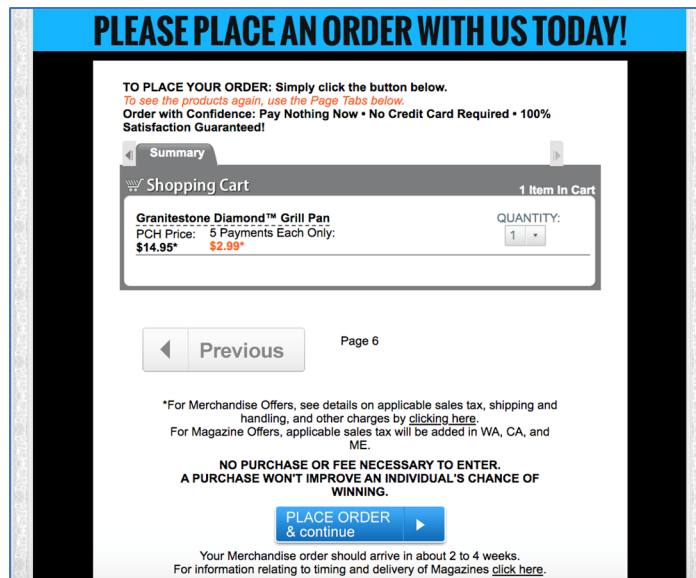 PLEASE PLACE AN ORDER WITH US TODAY!
TO PLACE YOUR ORDER: Simply click the button below.
To see the products again, use the Page Tabs below.
Order with Confidence: Pay Nothing Now • No Credit Card Required • 100%
Satisfaction Guaranteed!
Summary
Shopping Cart
1 Item In Cart
Granitestone Diamond™ Grill Pan
QUANTITY:
PCH Price: 5 Payments Each Only:
1
$14.95* $2.99*
Previous
Page 6
*For Merchandise Offers, see details on applicable sales tax, shipping and
handling, and other charges by clicking here.
For Magazine Offers, applicable sales tax will be added in WA, CA, and
ME.
NO PURCHASE OR FEE NECESSARY TO ENTER.
A PURCHASE WON'T IMPROVE AN INDIVIDUAL'S CHANCE OF
WINNING.
PLACE ORDER
& continue
Your Merchandise order should arrive in about 2 to 4 weeks.
For information relating to timing and delivery of Magazines click here.